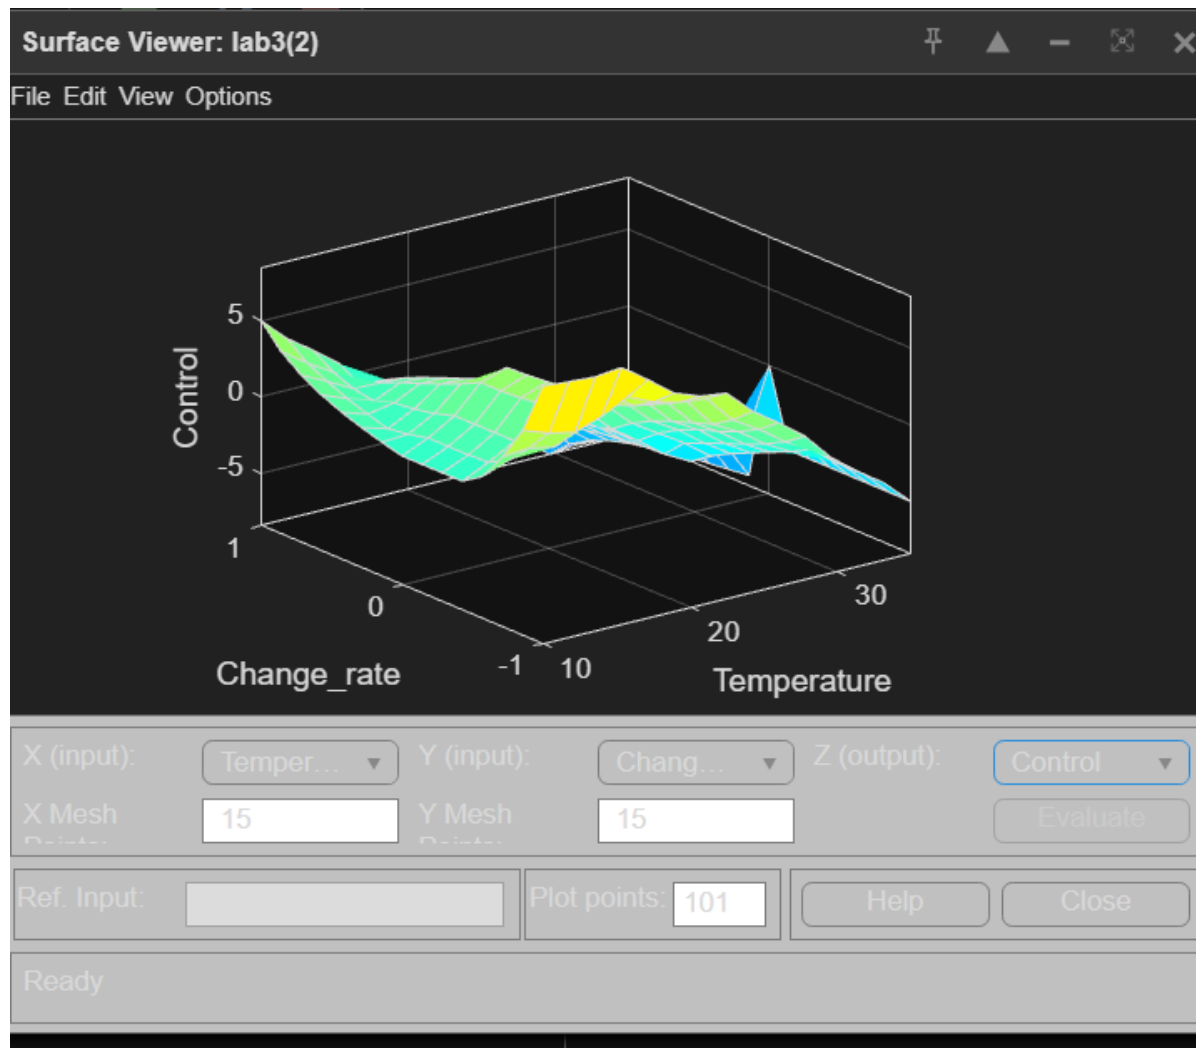 Surface Viewer: lab3(2)
File Edit View Options
5
0
-5
Control
1
0
-1
Change_rate
10
20
30
Temperature
X (input): Temper... Y (input): Chang... Z (output): Control
X Mesh 15 Y Mesh 15 Evaluate
Ref. Input: Plot points: 101 Help Close
Ready